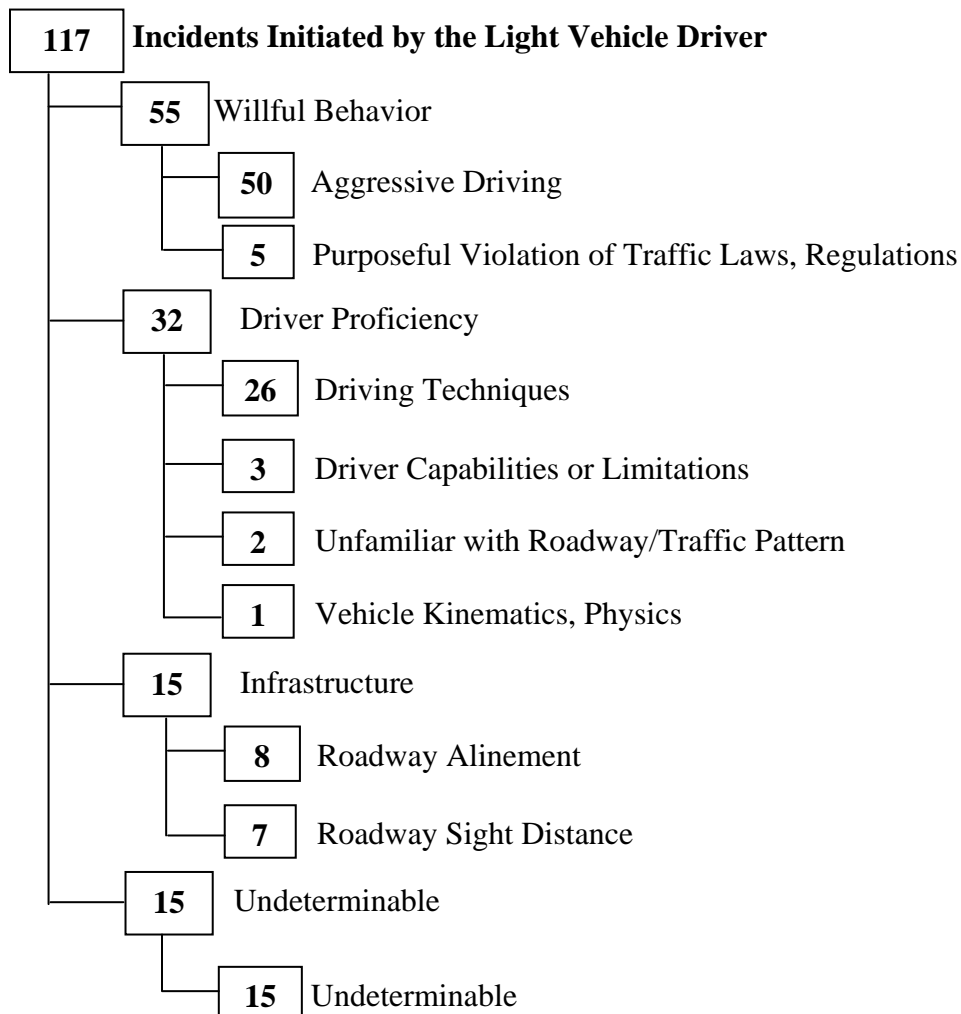 117 Incidents Initiated by the Light Vehicle Driver
55 Willful Behavior
50 Aggressive Driving
5 Purposeful Violation of Traffic Laws, Regulations
32 Driver Proficiency
26 Driving Techniques
3 Driver Capabilities or Limitations
2 Unfamiliar with Roadway/Traffic Pattern
1 Vehicle Kinematics, Physics
15 Infrastructure
8 Roadway Alinement
7 Roadway Sight Distance
15 Undeterminable
15 Undeterminable